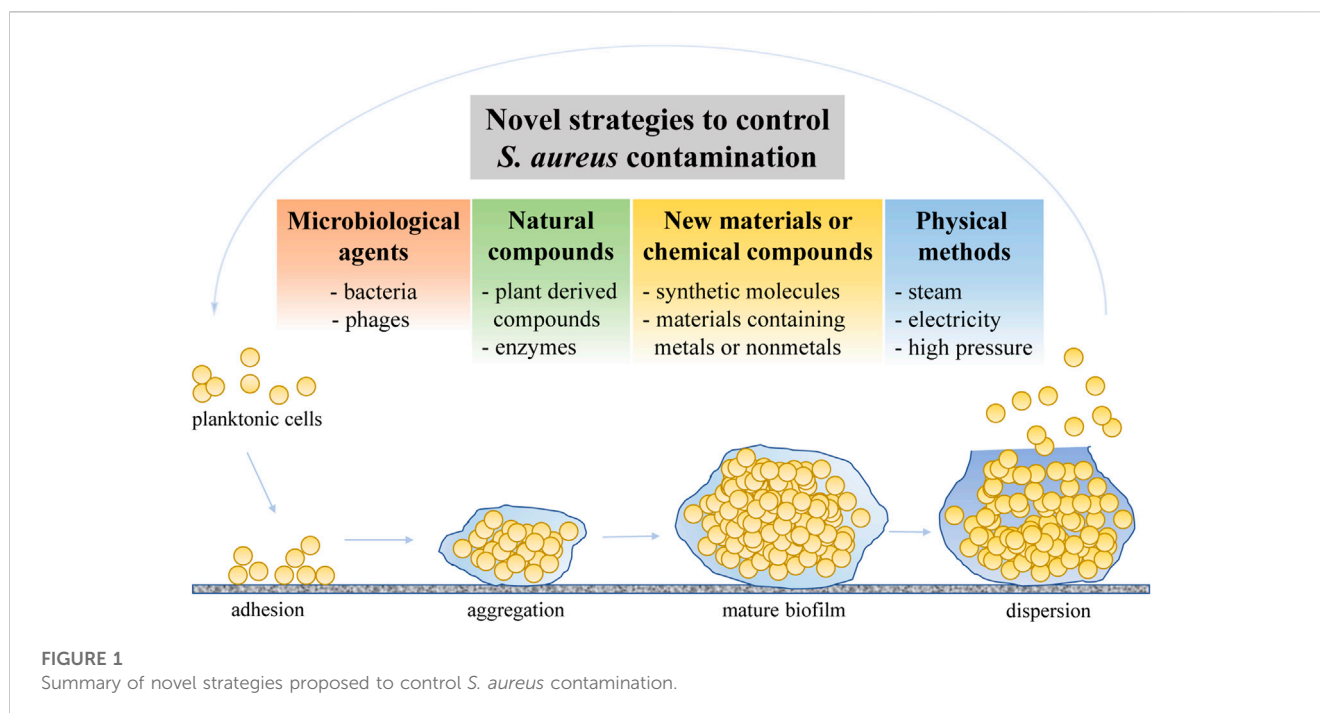 Novel strategies to control
S. aureus contamination
Microbiological
agents
- bacteria
- phages
Natural
compounds
- plant derived
compounds
- enzymes
New materials or
chemical compounds
- synthetic molecules
- materials containing
metals or nonmetals
Physical
methods
- steam
- electricity
- high pressure
planktonic cells
adhesion
aggregation
mature biofilm
dispersion
FIGURE 1
Summary of novel strategies proposed to control S. aureus contamination.